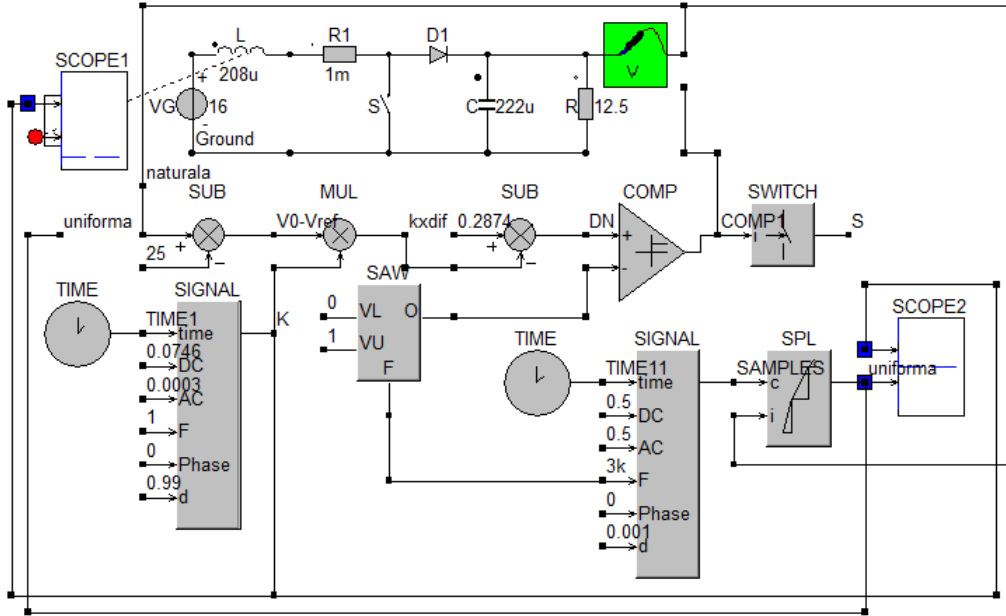 L
R1
D1
SCOPE1
208u
1m
V
VG
16
S
C
222u
R
12.5
Ground
naturala
SUB
MUL
SUB
COMP
SWITCH
uniforma
V0-Vref
kxdif
0.2874
DN
COMP1
i
S
25
SAW
TIME
SIGNAL
0
VL
O
K
TIME1
time
1
VU
TIME
SIGNAL
SPL
SCOPE2
0.0746
DC
F
TIME11
time
SAMPLES
c
uniforma
0.0003
AC
0.5
DC
i
1
F
0.5
AC
0
Phase
3k
F
0.99
d
0
Phase
0.001
d